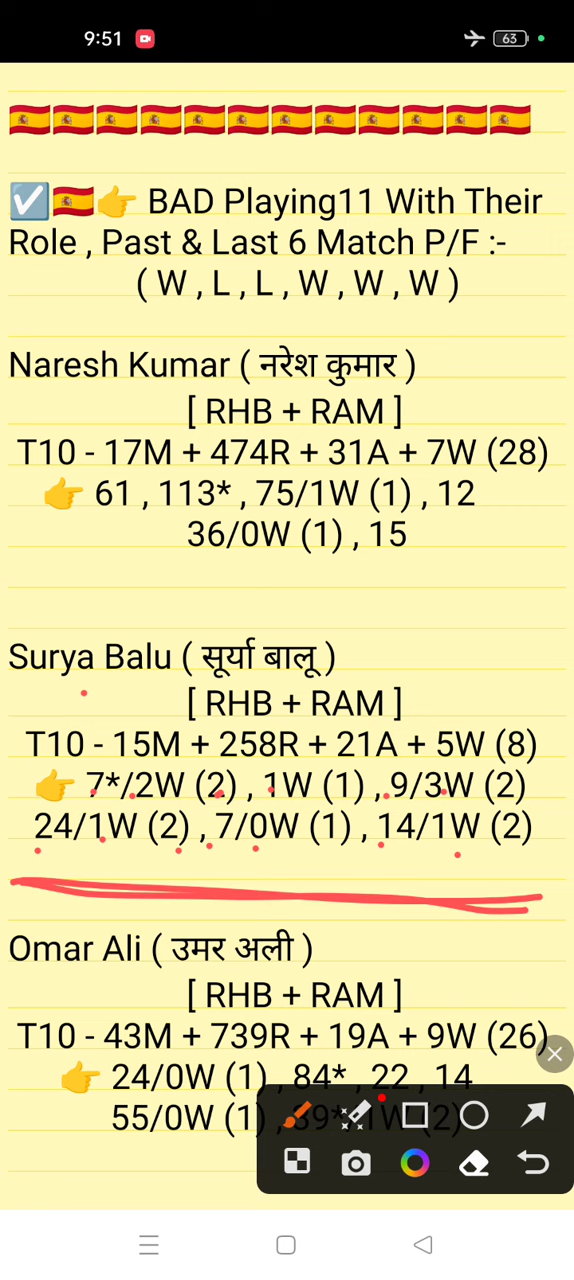 9:51
63
🇪🇸🇪🇸🇪🇸🇪🇸🇪🇸🇪🇸🇪🇸🇪🇸🇪🇸🇪🇸🇪🇸🇪🇸
☑️🇪🇸👉 BAD Playing11 With Their
Role , Past & Last 6 Match P/F :-
( W , L , L , W , W , W )
Naresh Kumar ( नरेश कुमार )
[ RHB + RAM ]
T10 - 17M + 474R + 31A + 7W (28)
👉 61 , 113* , 75/1W (1) , 12
36/0W (1) , 15
Surya Balu ( सूर्या बालू )
[ RHB + RAM ]
T10 - 15M + 258R + 21A + 5W (8)
👉 7*/2W (2) , 1W (1) , 9/3W (2)
24/1W (2) , 7/0W (1) , 14/1W (2)
Omar Ali ( उमर अली )
[ RHB + RAM ]
T10 - 43M + 739R + 19A + 9W (26)
👉 24/0W (1) , 84* , 22 , 14
55/0W (1) , 39*/1W (2)